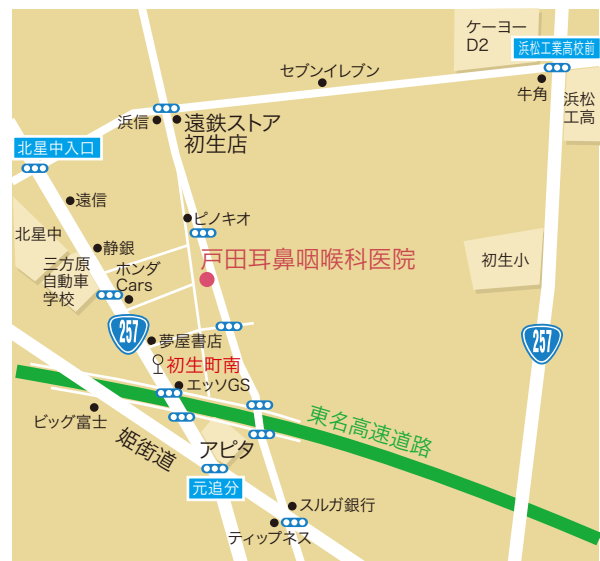 ケーヨー
D2
浜松工業高校前
セブンイレブン
牛角
浜松
工高
浜信
遠鉄ストア
初生店
北星中入口
遠信
ピノキオ
北星中
静銀
戸田耳鼻咽喉科医院
初生小
三方原
自動車
学校
ホンダ
Cars
257
夢屋書店
257
初生町南
エッソGS
ビッグ富士
東名高速道路
姫街道
アピタ
元追分
スルガ銀行
ティップネス